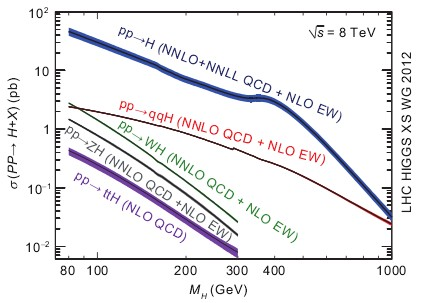 10²
√s = 8 TeV
pp→H (NNLO+NNLL QCD + NLO EW)
10
pp→qqH (NNLO QCD + NLO EW)
1
pp→WH (NNLO QCD + NLO EW)
pp→ZH (NNLO QCD +NLO EW)
pp→ttH (NLO QCD)
10⁻¹
10⁻²
σ(PP→ H+X) (pb)
LHC HIGGS XS WG 2012
80 100 200 300 400 1000
M_H (GeV)